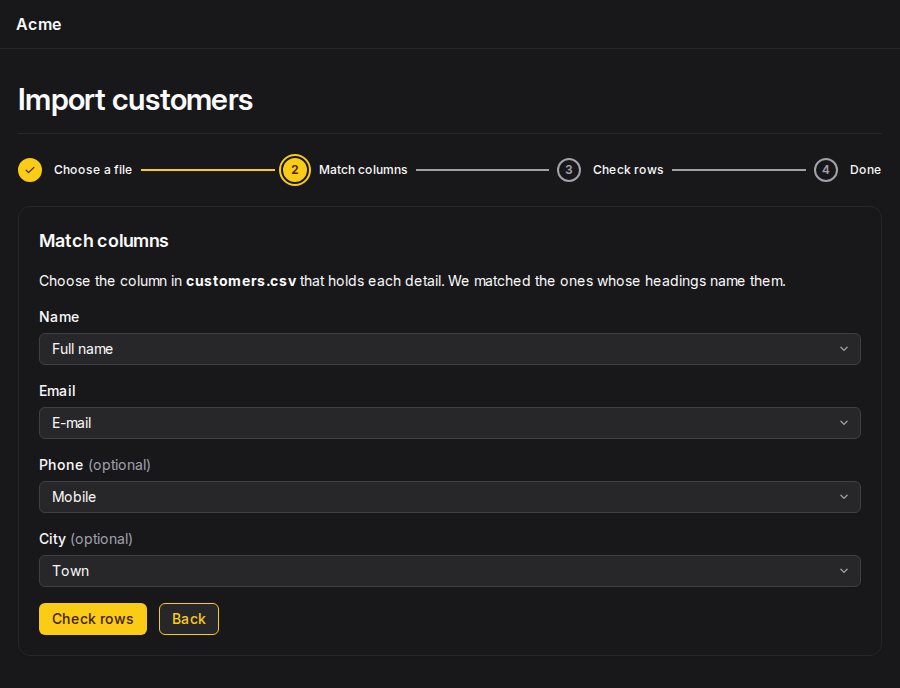 Acme
Import customers
Choose a file 2 Match columns 3 Check rows 4 Done
Match columns
Choose the column in customers.csv that holds each detail. We matched the ones whose headings name them.
Name
Full name
Email
E-mail
Phone (optional)
Mobile
City (optional)
Town
Check rows Back